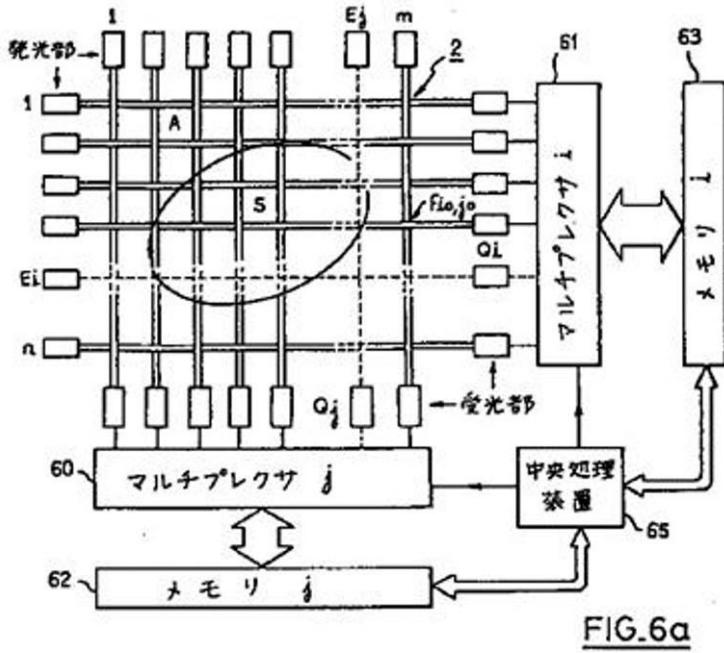 1
Ej
m
発光部
2
61
63
1
A
S
fio,jo
Qi
Ei
n
マルチプレクサ i
メモリ i
Qj
受光部
60
マルチプレクサ j
中央処理
装置
65
62
メモリ j
FIG_6a